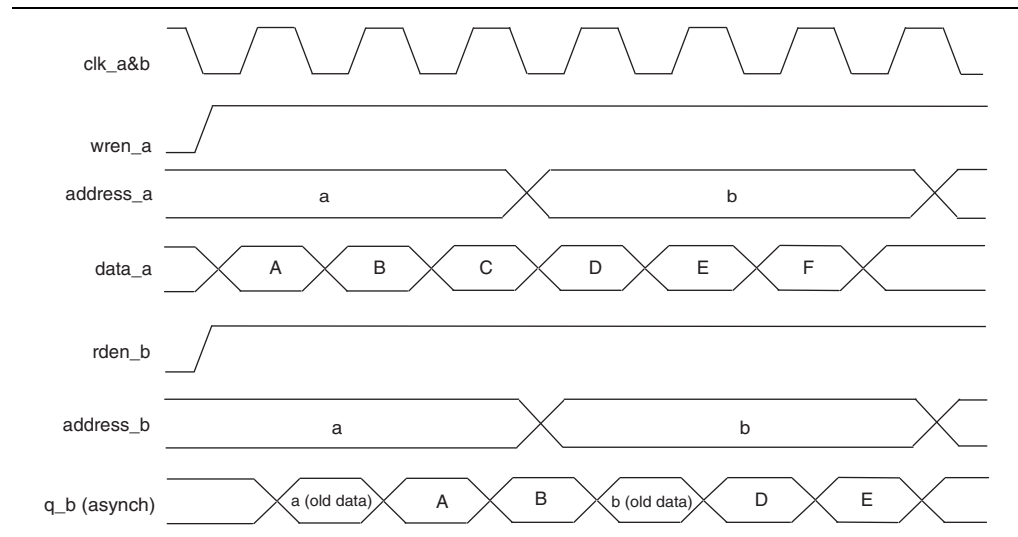 clk_a&b
wren_a
address_a a b
data_a A B C D E F
rden_b
address_b a b
q_b (asynch) a (old data) A B b (old data) D E